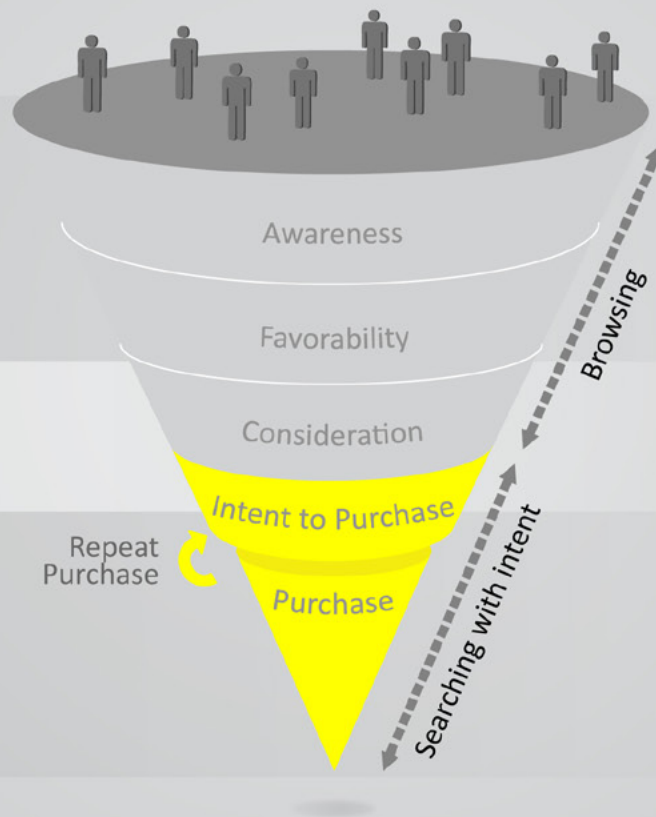 Awareness
Favorability
Consideration
Intent to Purchase
Repeat
Purchase
Purchase
Browsing
Searching with intent